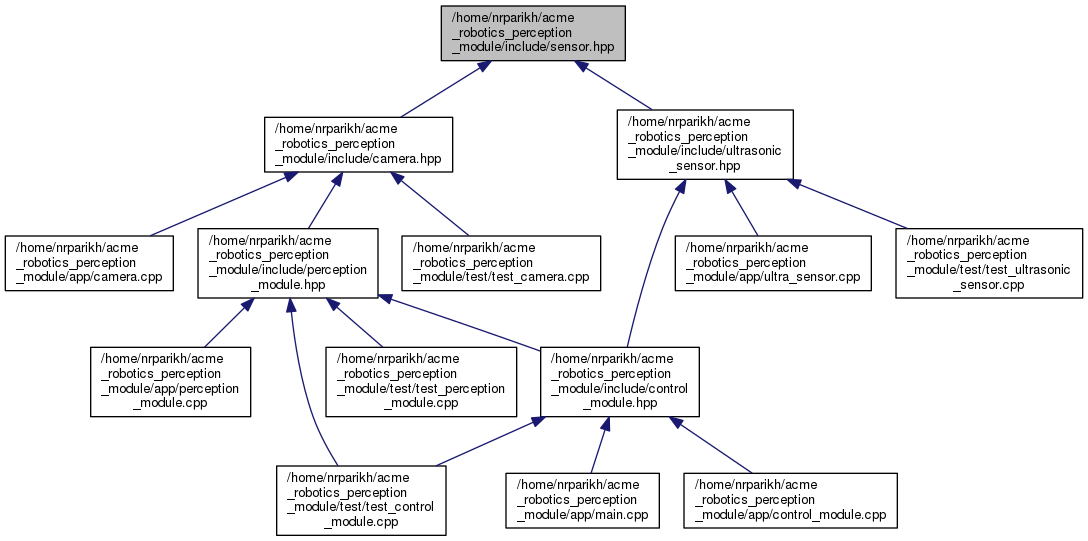 /home/nrparikh/acme
_robotics_perception
_module/include/sensor.hpp
/home/nrparikh/acme
_robotics_perception
_module/include/camera.hpp
/home/nrparikh/acme
_robotics_perception
_module/include/ultrasonic
_sensor.hpp
/home/nrparikh/acme
_robotics_perception
_module/app/camera.cpp
/home/nrparikh/acme
_robotics_perception
_module/include/perception
_module.hpp
/home/nrparikh/acme
_robotics_perception
_module/test/test_camera.cpp
/home/nrparikh/acme
_robotics_perception
_module/app/ultra_sensor.cpp
/home/nrparikh/acme
_robotics_perception
_module/test/test_ultrasonic
_sensor.cpp
/home/nrparikh/acme
_robotics_perception
_module/app/perception
_module.cpp
/home/nrparikh/acme
_robotics_perception
_module/test/test_perception
_module.cpp
/home/nrparikh/acme
_robotics_perception
_module/include/control
_module.hpp
/home/nrparikh/acme
_robotics_perception
_module/test/test_control
_module.cpp
/home/nrparikh/acme
_robotics_perception
_module/app/main.cpp
/home/nrparikh/acme
_robotics_perception
_module/app/control_module.cpp